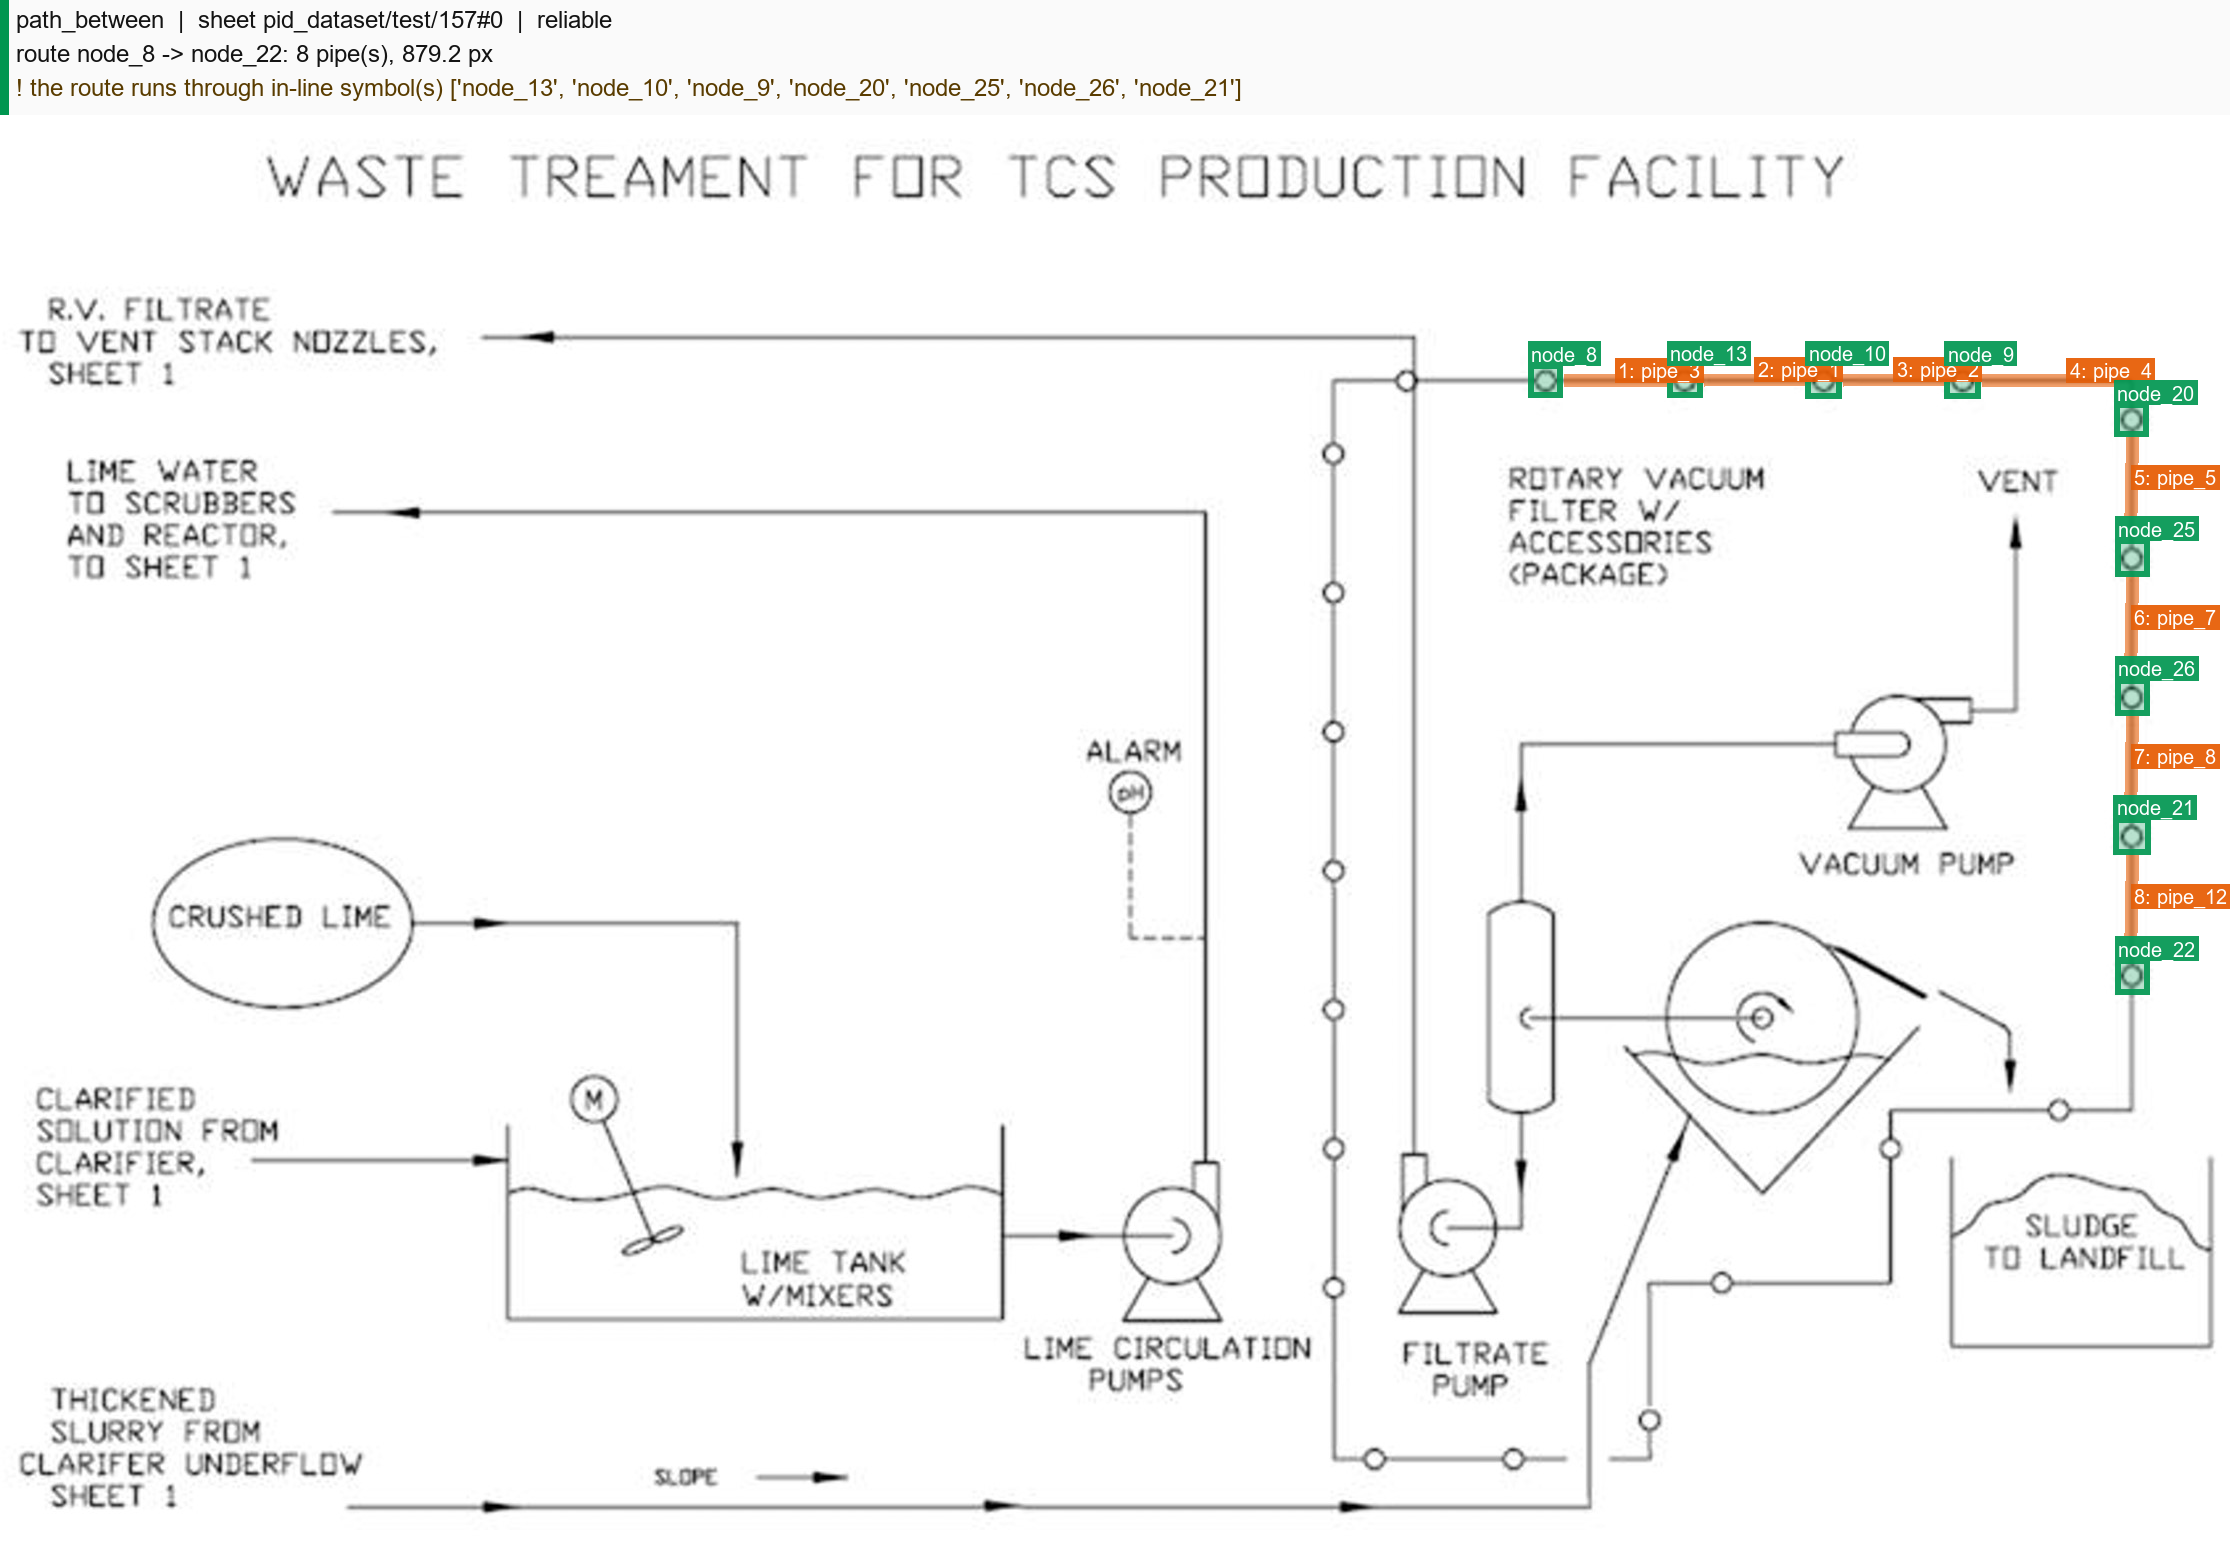 path_between | sheet pid_dataset/test/157#0 | reliable
route node_8 -> node_22: 8 pipe(s), 879.2 px
! the route runs through in-line symbol(s) ['node_13', 'node_10', 'node_9', 'node_20', 'node_25', 'node_26', 'node_21']
WASTE TREAMENT FOR TCS PRODUCTION FACILITY
R.V. FILTRATE
TO VENT STACK NOZZLES,
SHEET 1
node_8
1: pipe_3
node_13
2: pipe_1
node_10
3: pipe_2
node_9
4: pipe_4
node_20
5: pipe_5
node_25
6: pipe_7
node_26
7: pipe_8
node_21
8: pipe_12
node_22
LIME WATER
TO SCRUBBERS
AND REACTOR,
TO SHEET 1
ROTARY VACUUM
FILTER W/
ACCESSORIES
(PACKAGE)
VENT
ALARM
pH
VACUUM PUMP
CRUSHED LIME
M
CLARIFIED
SOLUTION FROM
CLARIFIER,
SHEET 1
LIME TANK
W/MIXERS
LIME CIRCULATION
PUMPS
FILTRATE
PUMP
SLUDGE
TO LANDFILL
THICKENED
SLURRY FROM
CLARIFER UNDERFLOW
SHEET 1
SLOPE